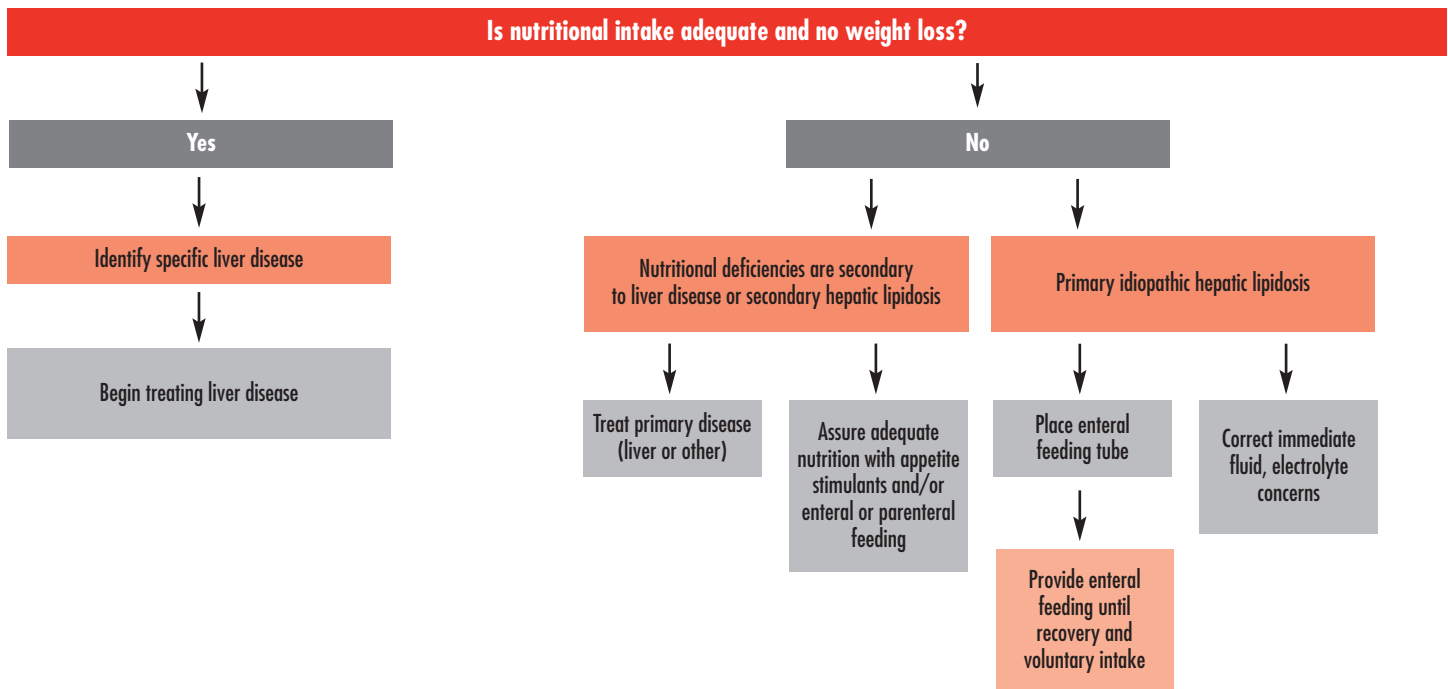 Is nutritional intake adequate and no weight loss?
Yes
No
Identify specific liver disease
Nutritional deficiencies are secondary
to liver disease or secondary hepatic lipidosis
Primary idiopathic hepatic lipidosis
Begin treating liver disease
Treat primary disease
(liver or other)
Assure adequate
nutrition with appetite
stimulants and/or
enteral or parenteral
feeding
Place enteral
feeding tube
Correct immediate
fluid, electrolyte
concerns
Provide enteral
feeding until
recovery and
voluntary intake